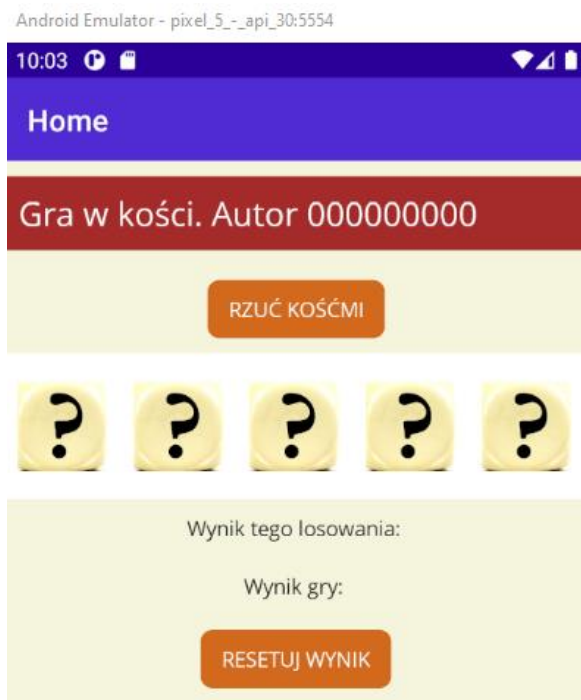 Android Emulator - pixel_5_-_api_30:5554
10:03
Home
Gra w kości. Autor 000000000
RZUĆ KOŚĆMI
? ? ? ? ?
Wynik tego losowania:
Wynik gry:
RESETUJ WYNIK